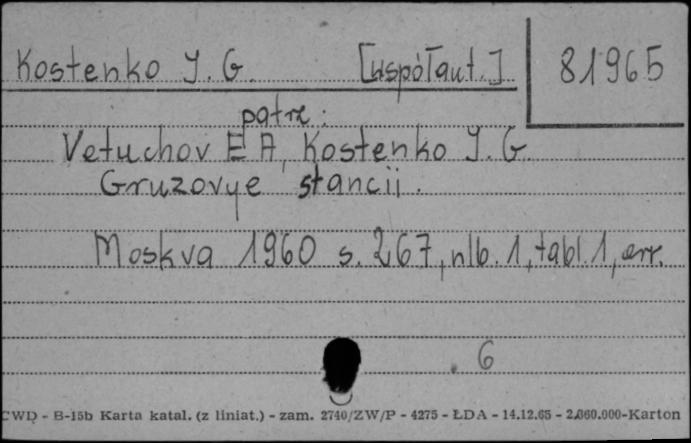 Kostenko J. G. [współaut.] 81965
patrz:
Vetuchov E A, Kostenko J. G.
Gruzovye stancii.
Moskva 1960 s. 267, nlb. 1, tabl. 1, err.
6
CWD - B-15b Karta katal. (z liniat.) - zam. 2740/ZW/P - 4275 - ŁDA - 14.12.65 - 2.060.000-Karton